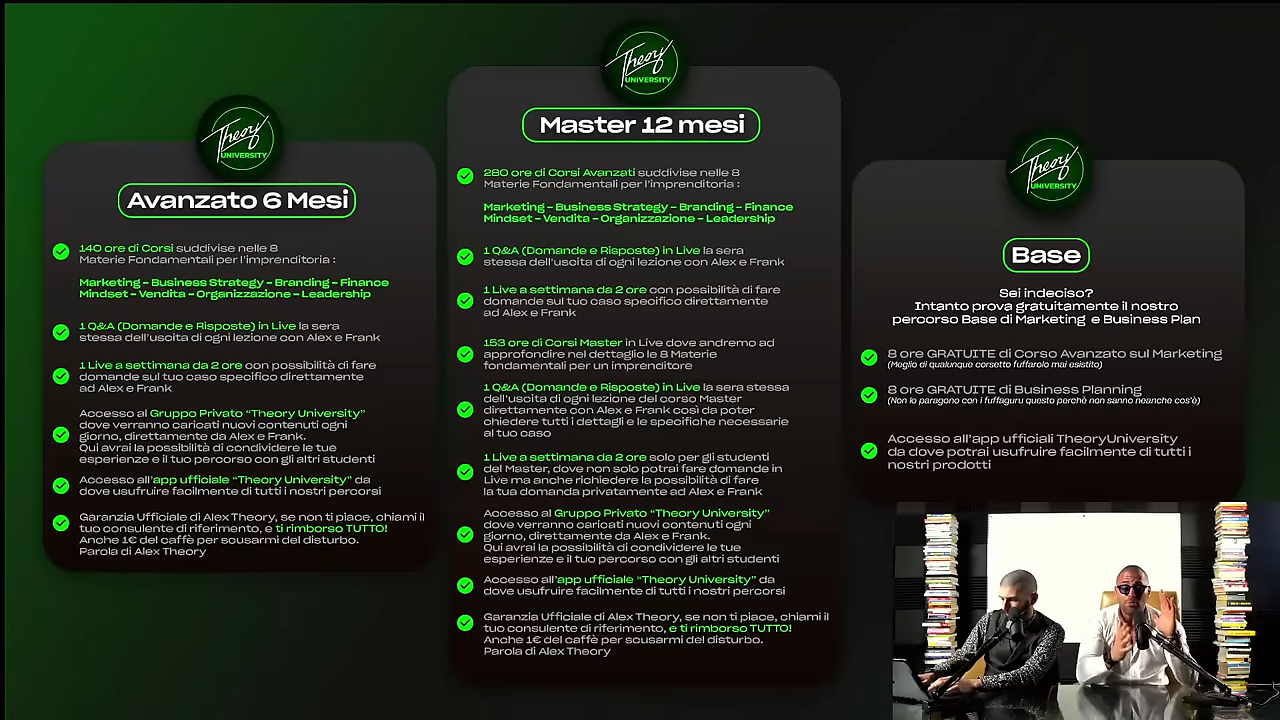 Theory
UNIVERSITY
Avanzato 6 Mesi
140 ore di Corsi suddivise nelle 8
Materie Fondamentali per l'imprenditoria :
Marketing – Business Strategy – Branding – Finance
Mindset – Vendita – Organizzazione – Leadership
1 Q&A (Domande e Risposte) in Live la sera
stessa dell'uscita di ogni lezione con Alex e Frank
1 Live a settimana da 2 ore con possibilità di fare
domande sul tuo caso specifico direttamente
ad Alex e Frank
Accesso al Gruppo Privato "Theory University"
dove verranno caricati nuovi contenuti ogni
giorno, direttamente da Alex e Frank.
Qui avrai la possibilità di condividere le tue
esperienze e il tuo percorso con gli altri studenti
Accesso all'app ufficiale "Theory University" da
dove usufruire facilmente di tutti i nostri percorsi
Garanzia Ufficiale di Alex Theory, se non ti piace, chiami il
tuo consulente di riferimento, e ti rimborso TUTTO!
Anche 1€ del caffè per scusarmi del disturbo.
Parola di Alex Theory
Theory
UNIVERSITY
Master 12 mesi
280 ore di Corsi Avanzati suddivise nelle 8
Materie Fondamentali per l'imprenditoria :
Marketing – Business Strategy – Branding – Finance
Mindset – Vendita – Organizzazione – Leadership
1 Q&A (Domande e Risposte) in Live la sera
stessa dell'uscita di ogni lezione con Alex e Frank
1 Live a settimana da 2 ore con possibilità di fare
domande sul tuo caso specifico direttamente
ad Alex e Frank
153 ore di Corsi Master in Live dove andremo ad
approfondire nel dettaglio le 8 Materie
fondamentali per un imprenditore
1 Q&A (Domande e Risposte) in Live la sera stessa
dell'uscita di ogni lezione del corso Master
direttamente con Alex e Frank così da poter
chiedere tutti i dettagli e le specifiche necessarie
al tuo caso
1 Live a settimana da 2 ore solo per gli studenti
del Master, dove non solo potrai fare domande in
Live ma anche richiedere la possibilità di fare
la tua domanda privatamente ad Alex e Frank
Accesso al Gruppo Privato "Theory University"
dove verranno caricati nuovi contenuti ogni
giorno, direttamente da Alex e Frank.
Qui avrai la possibilità di condividere le tue
esperienze e il tuo percorso con gli altri studenti
Accesso all'app ufficiale "Theory University" da
dove usufruire facilmente di tutti i nostri percorsi
Garanzia Ufficiale di Alex Theory, se non ti piace, chiami il
tuo consulente di riferimento, e ti rimborso TUTTO!
Anche 1€ del caffè per scusarmi del disturbo.
Parola di Alex Theory
Theory
UNIVERSITY
Base
Sei indeciso?
Intanto prova gratuitamente il nostro
percorso Base di Marketing e Business Plan
8 ore GRATUITE di Corso Avanzato sul Marketing
(Meglio di qualunque corsetto fuffarolo mai esistito)
8 ore GRATUITE di Business Planning
(Non lo paragono con i fuffaguru questo perchè non sanno neanche cos'è)
Accesso all'app ufficiali TheoryUniversity
da dove potrai usufruire facilmente di tutti i
nostri prodotti